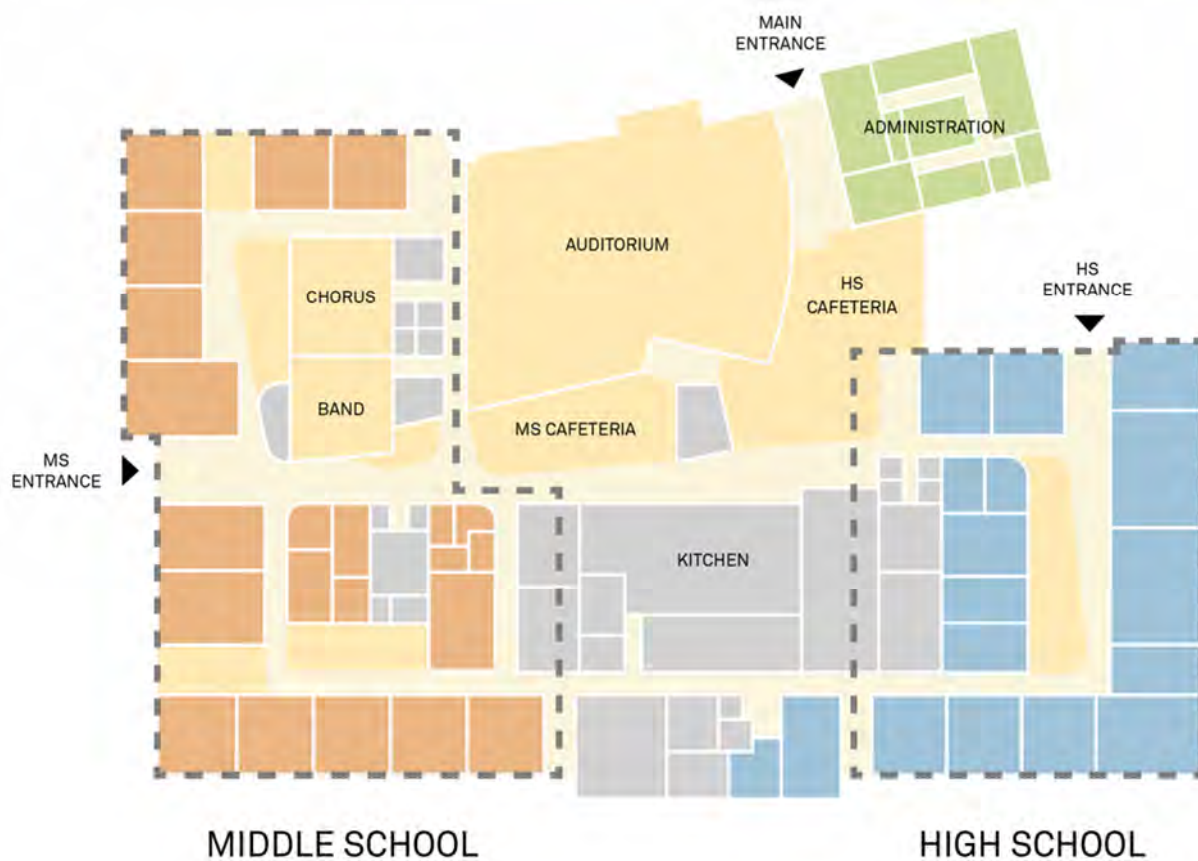 MAIN
ENTRANCE
ADMINISTRATION
AUDITORIUM
HS
CAFETERIA
HS
ENTRANCE
CHORUS
BAND
MS CAFETERIA
MS
ENTRANCE
KITCHEN
MIDDLE SCHOOL
HIGH SCHOOL